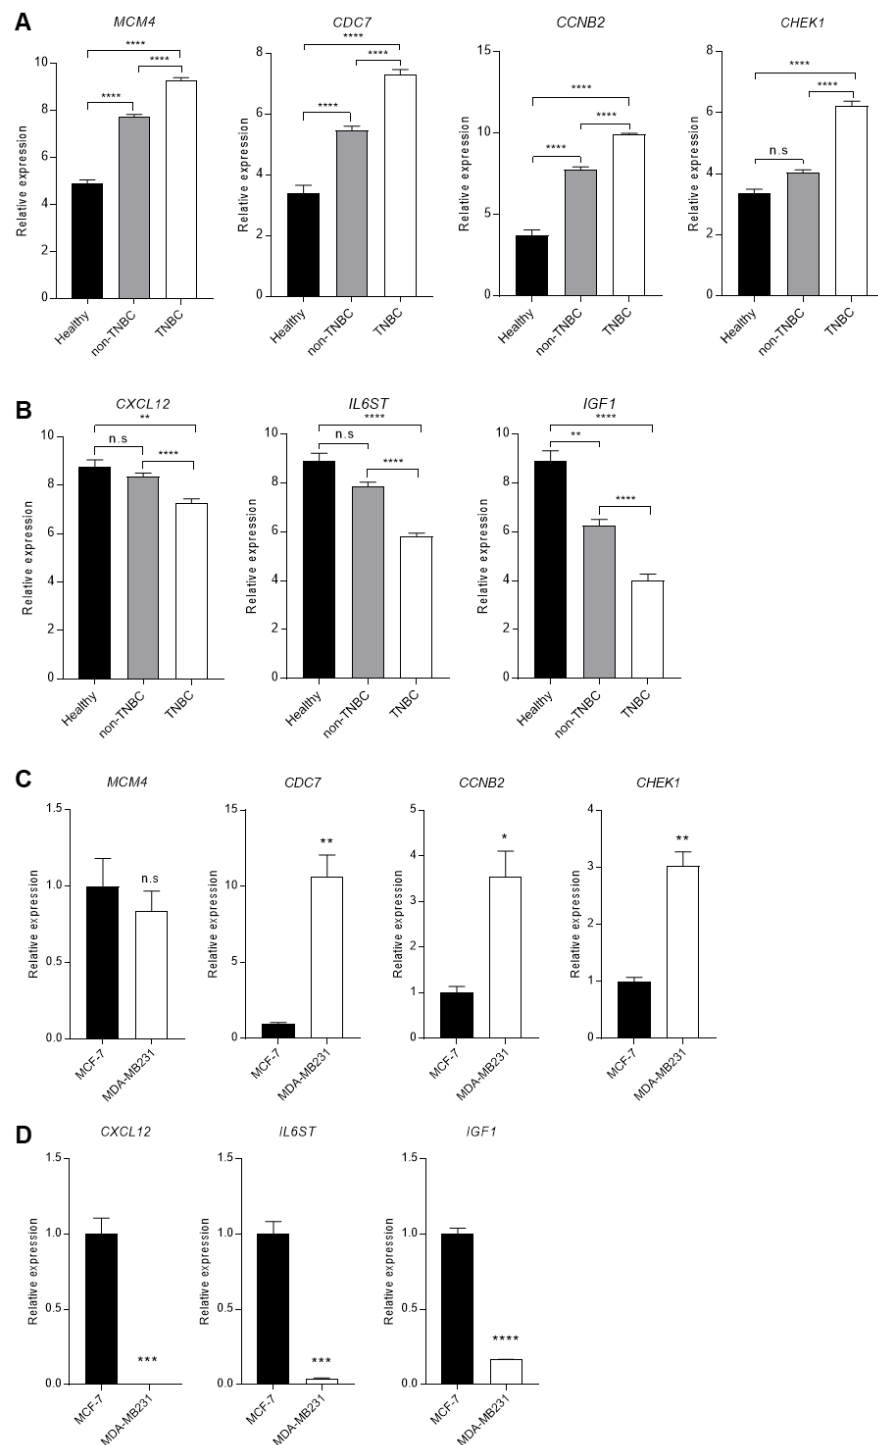 A
MCM4
CDC7
CCNB2
CHEK1
**** **** ****
**** **** ****
**** **** ****
**** **** n.s
Relative expression
10
8
6
4
2
0
Healthy
non-TNBC
TNBC
Relative expression
8
6
4
2
0
Healthy
non-TNBC
TNBC
Relative expression
15
10
5
0
Healthy
non-TNBC
TNBC
Relative expression
8
6
4
2
0
Healthy
non-TNBC
TNBC
B
CXCL12
IL6ST
IGF1
** n.s ****
**** n.s ****
**** ** ****
Relative expression
10
8
6
4
2
0
Healthy
non-TNBC
TNBC
Relative expression
10
8
6
4
2
0
Healthy
non-TNBC
TNBC
Relative expression
10
8
6
4
2
0
Healthy
non-TNBC
TNBC
C
MCM4
CDC7
CCNB2
CHEK1
Relative expression
1.5
1.0
0.5
0.0
n.s
MCF-7
MDA-MB231
Relative expression
15
10
5
0
**
MCF-7
MDA-MB231
Relative expression
5
4
3
2
1
0
*
MCF-7
MDA-MB231
Relative expression
4
3
2
1
0
**
MCF-7
MDA-MB231
D
CXCL12
IL6ST
IGF1
Relative expression
1.5
1.0
0.5
0.0
***
MCF-7
MDA-MB231
Relative expression
1.5
1.0
0.5
0.0
***
MCF-7
MDA-MB231
Relative expression
1.5
1.0
0.5
0.0
****
MCF-7
MDA-MB231